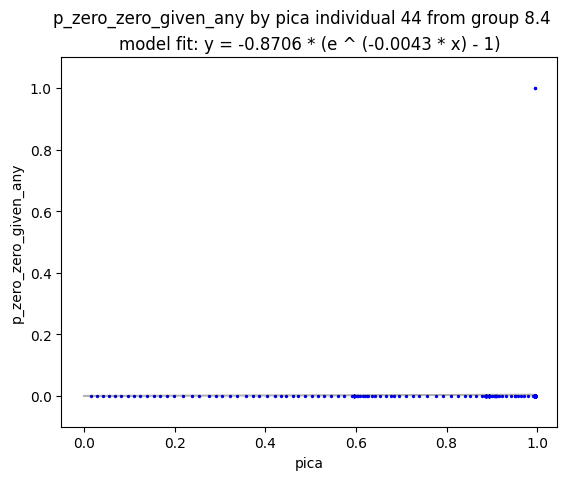 p_zero_zero_given_any by pica individual 44 from group 8.4
model fit: y = -0.8706 * (e ^ (-0.0043 * x) - 1)
p_zero_zero_given_any
1.0
0.8
0.6
0.4
0.2
0.0
0.0 0.2 0.4 0.6 0.8 1.0
pica